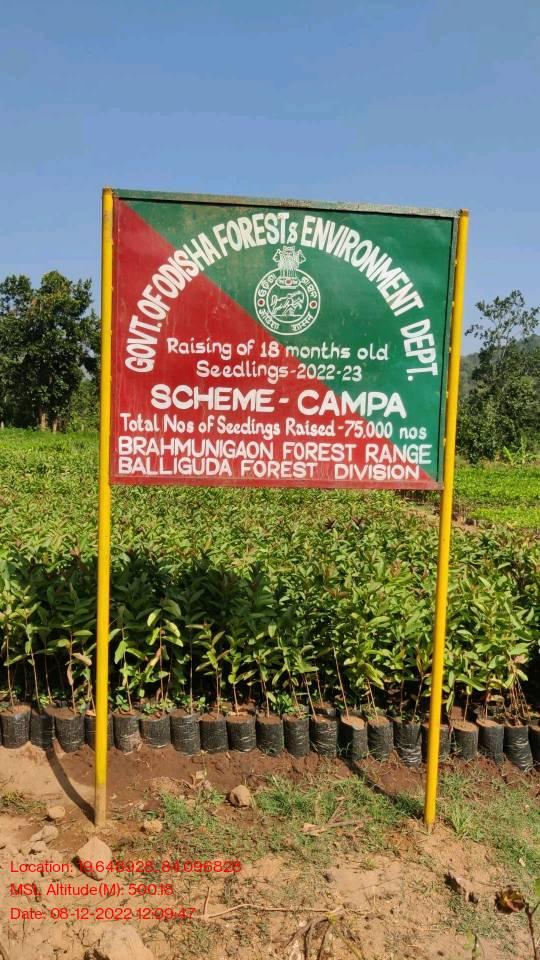 GOVT. OF ODISHA FOREST & ENVIRONMENT DEPT.
Raising of 18 months old
Seedlings-2022-23
SCHEME - CAMPA
Total Nos of Seedlings Raised -75,000 nos
BRAHMUNIGAON FOREST RANGE
BALLIGUDA FOREST DIVISION
Location: 19.648928, 84.096828
MSL Altitude(M): 500.18
Date: 08-12-2022 12:09:47